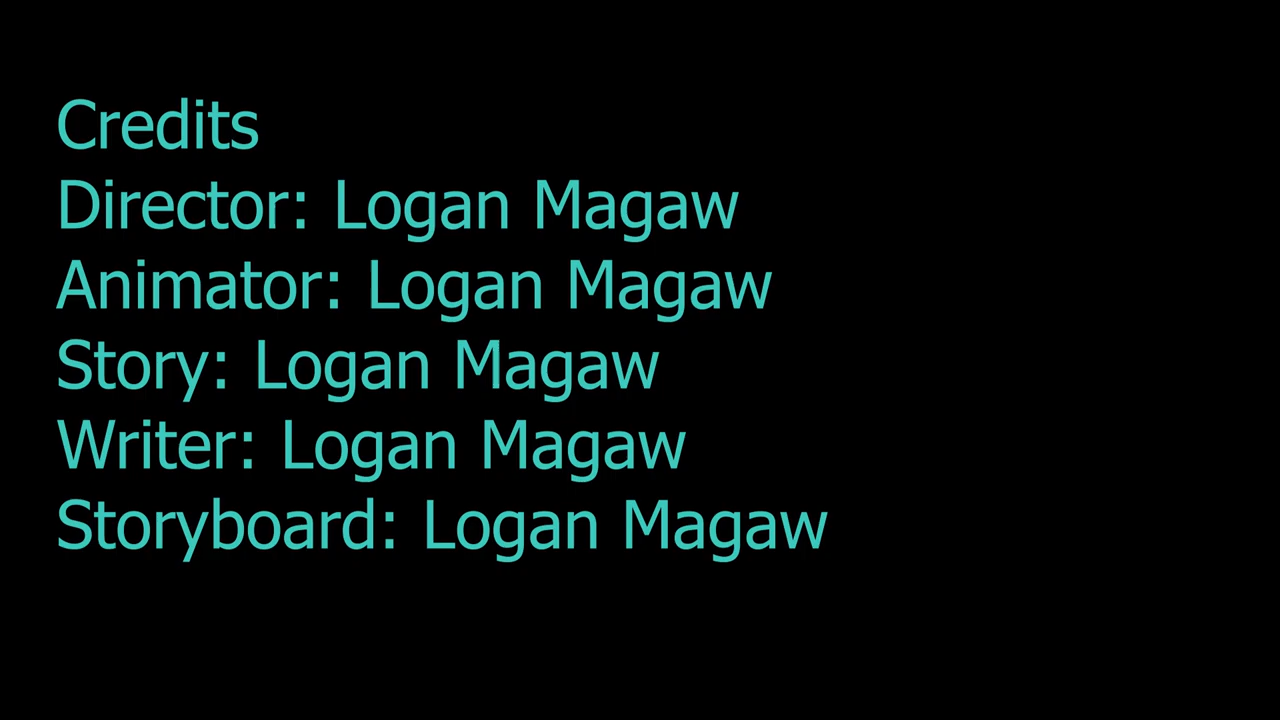 Credits
Director: Logan Magaw
Animator: Logan Magaw
Story: Logan Magaw
Writer: Logan Magaw
Storyboard: Logan Magaw